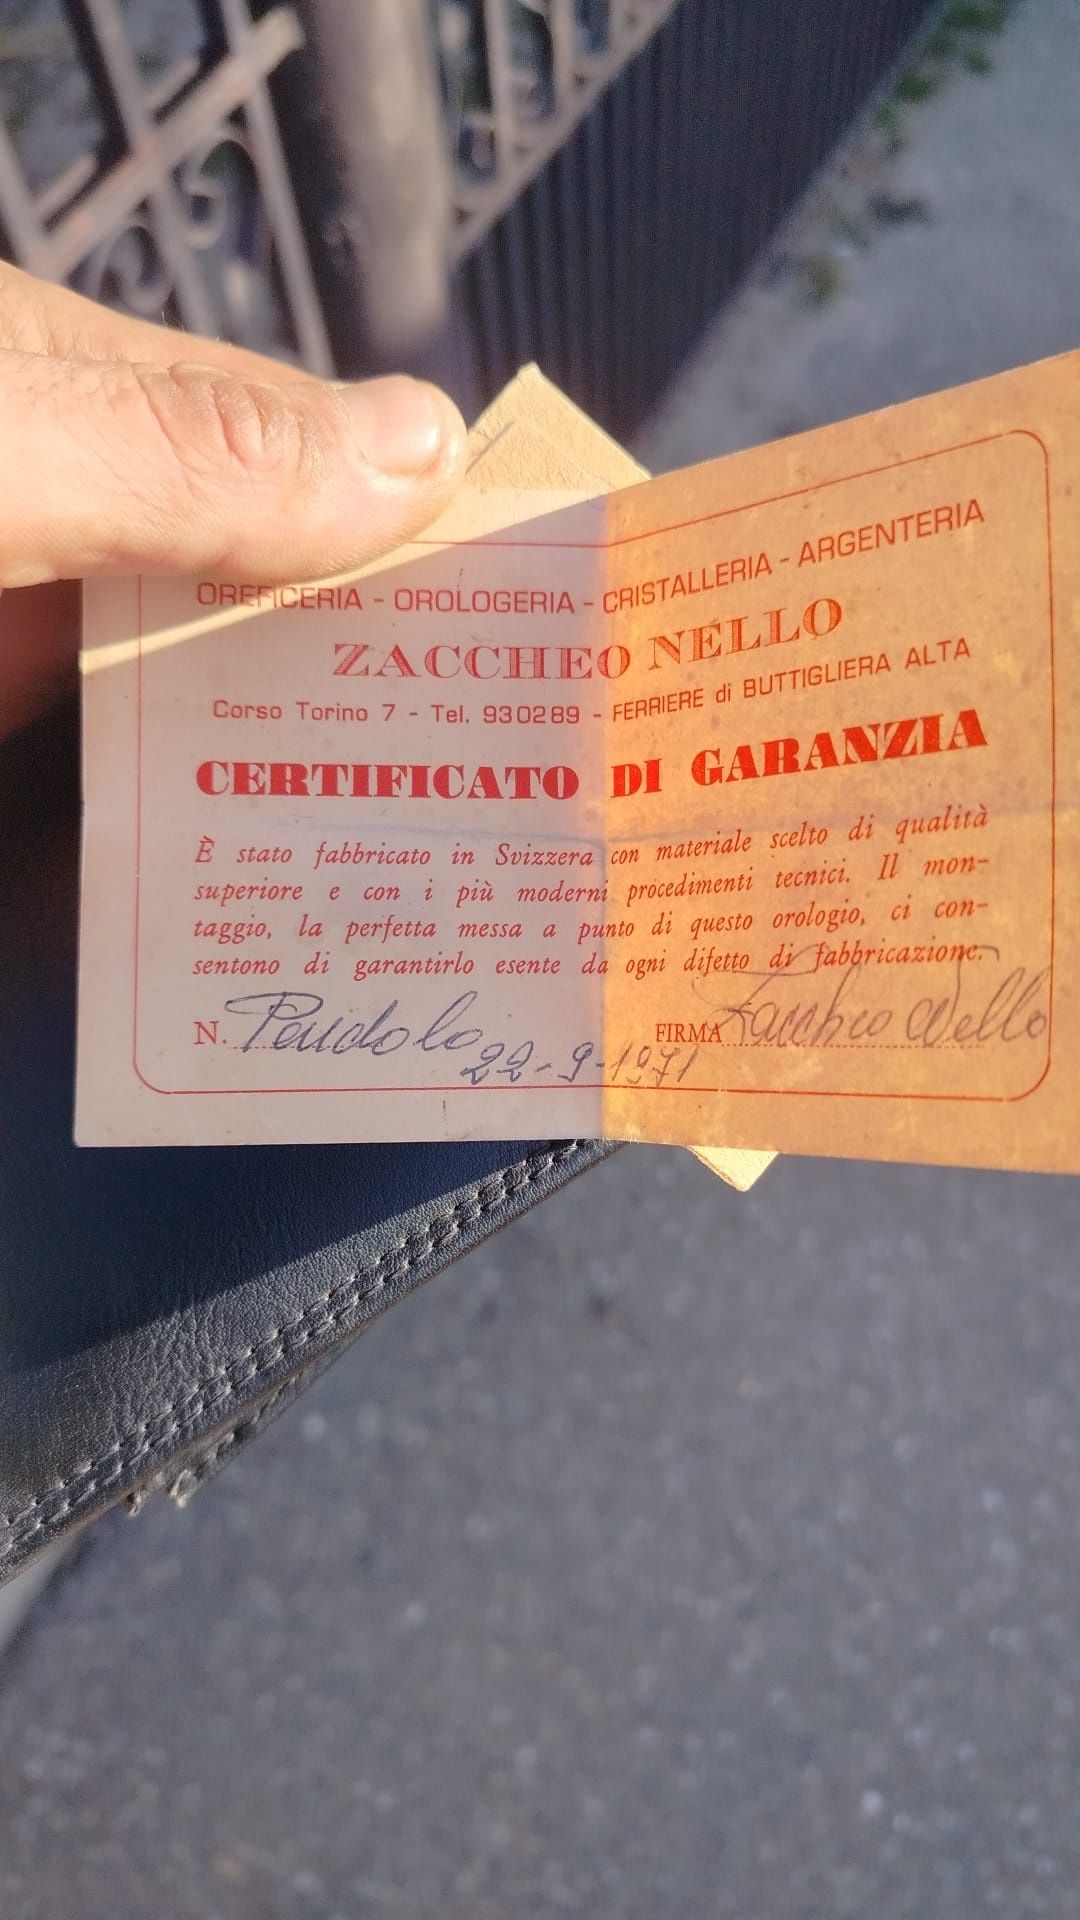 OREFICERIA - OROLOGERIA - CRISTALLERIA - ARGENTERIA
ZACCHEO NELLO
Corso Torino 7 - Tel. 930289 - FERRIERE di BUTTIGLIERA ALTA
CERTIFICATO DI GARANZIA
È stato fabbricato in Svizzera con materiale scelto di qualità
superiore e con i più moderni procedimenti tecnici. Il mon-
taggio, la perfetta messa a punto di questo orologio, ci con-
sentono di garantirlo esente da ogni difetto di fabbricazione.
N. Pendolo FIRMA Zaccheo Nello
22-9-1971